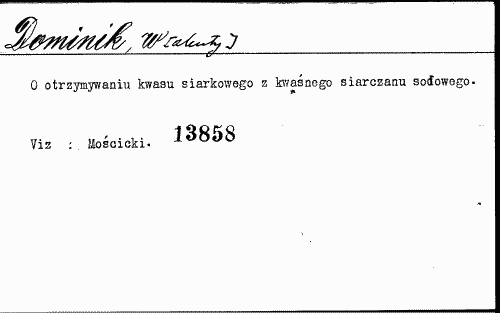 Dominik, W[alenty]
O otrzymywaniu kwasu siarkowego z kwaśnego siarczanu sodowego.
Viz : Mościcki. 13858